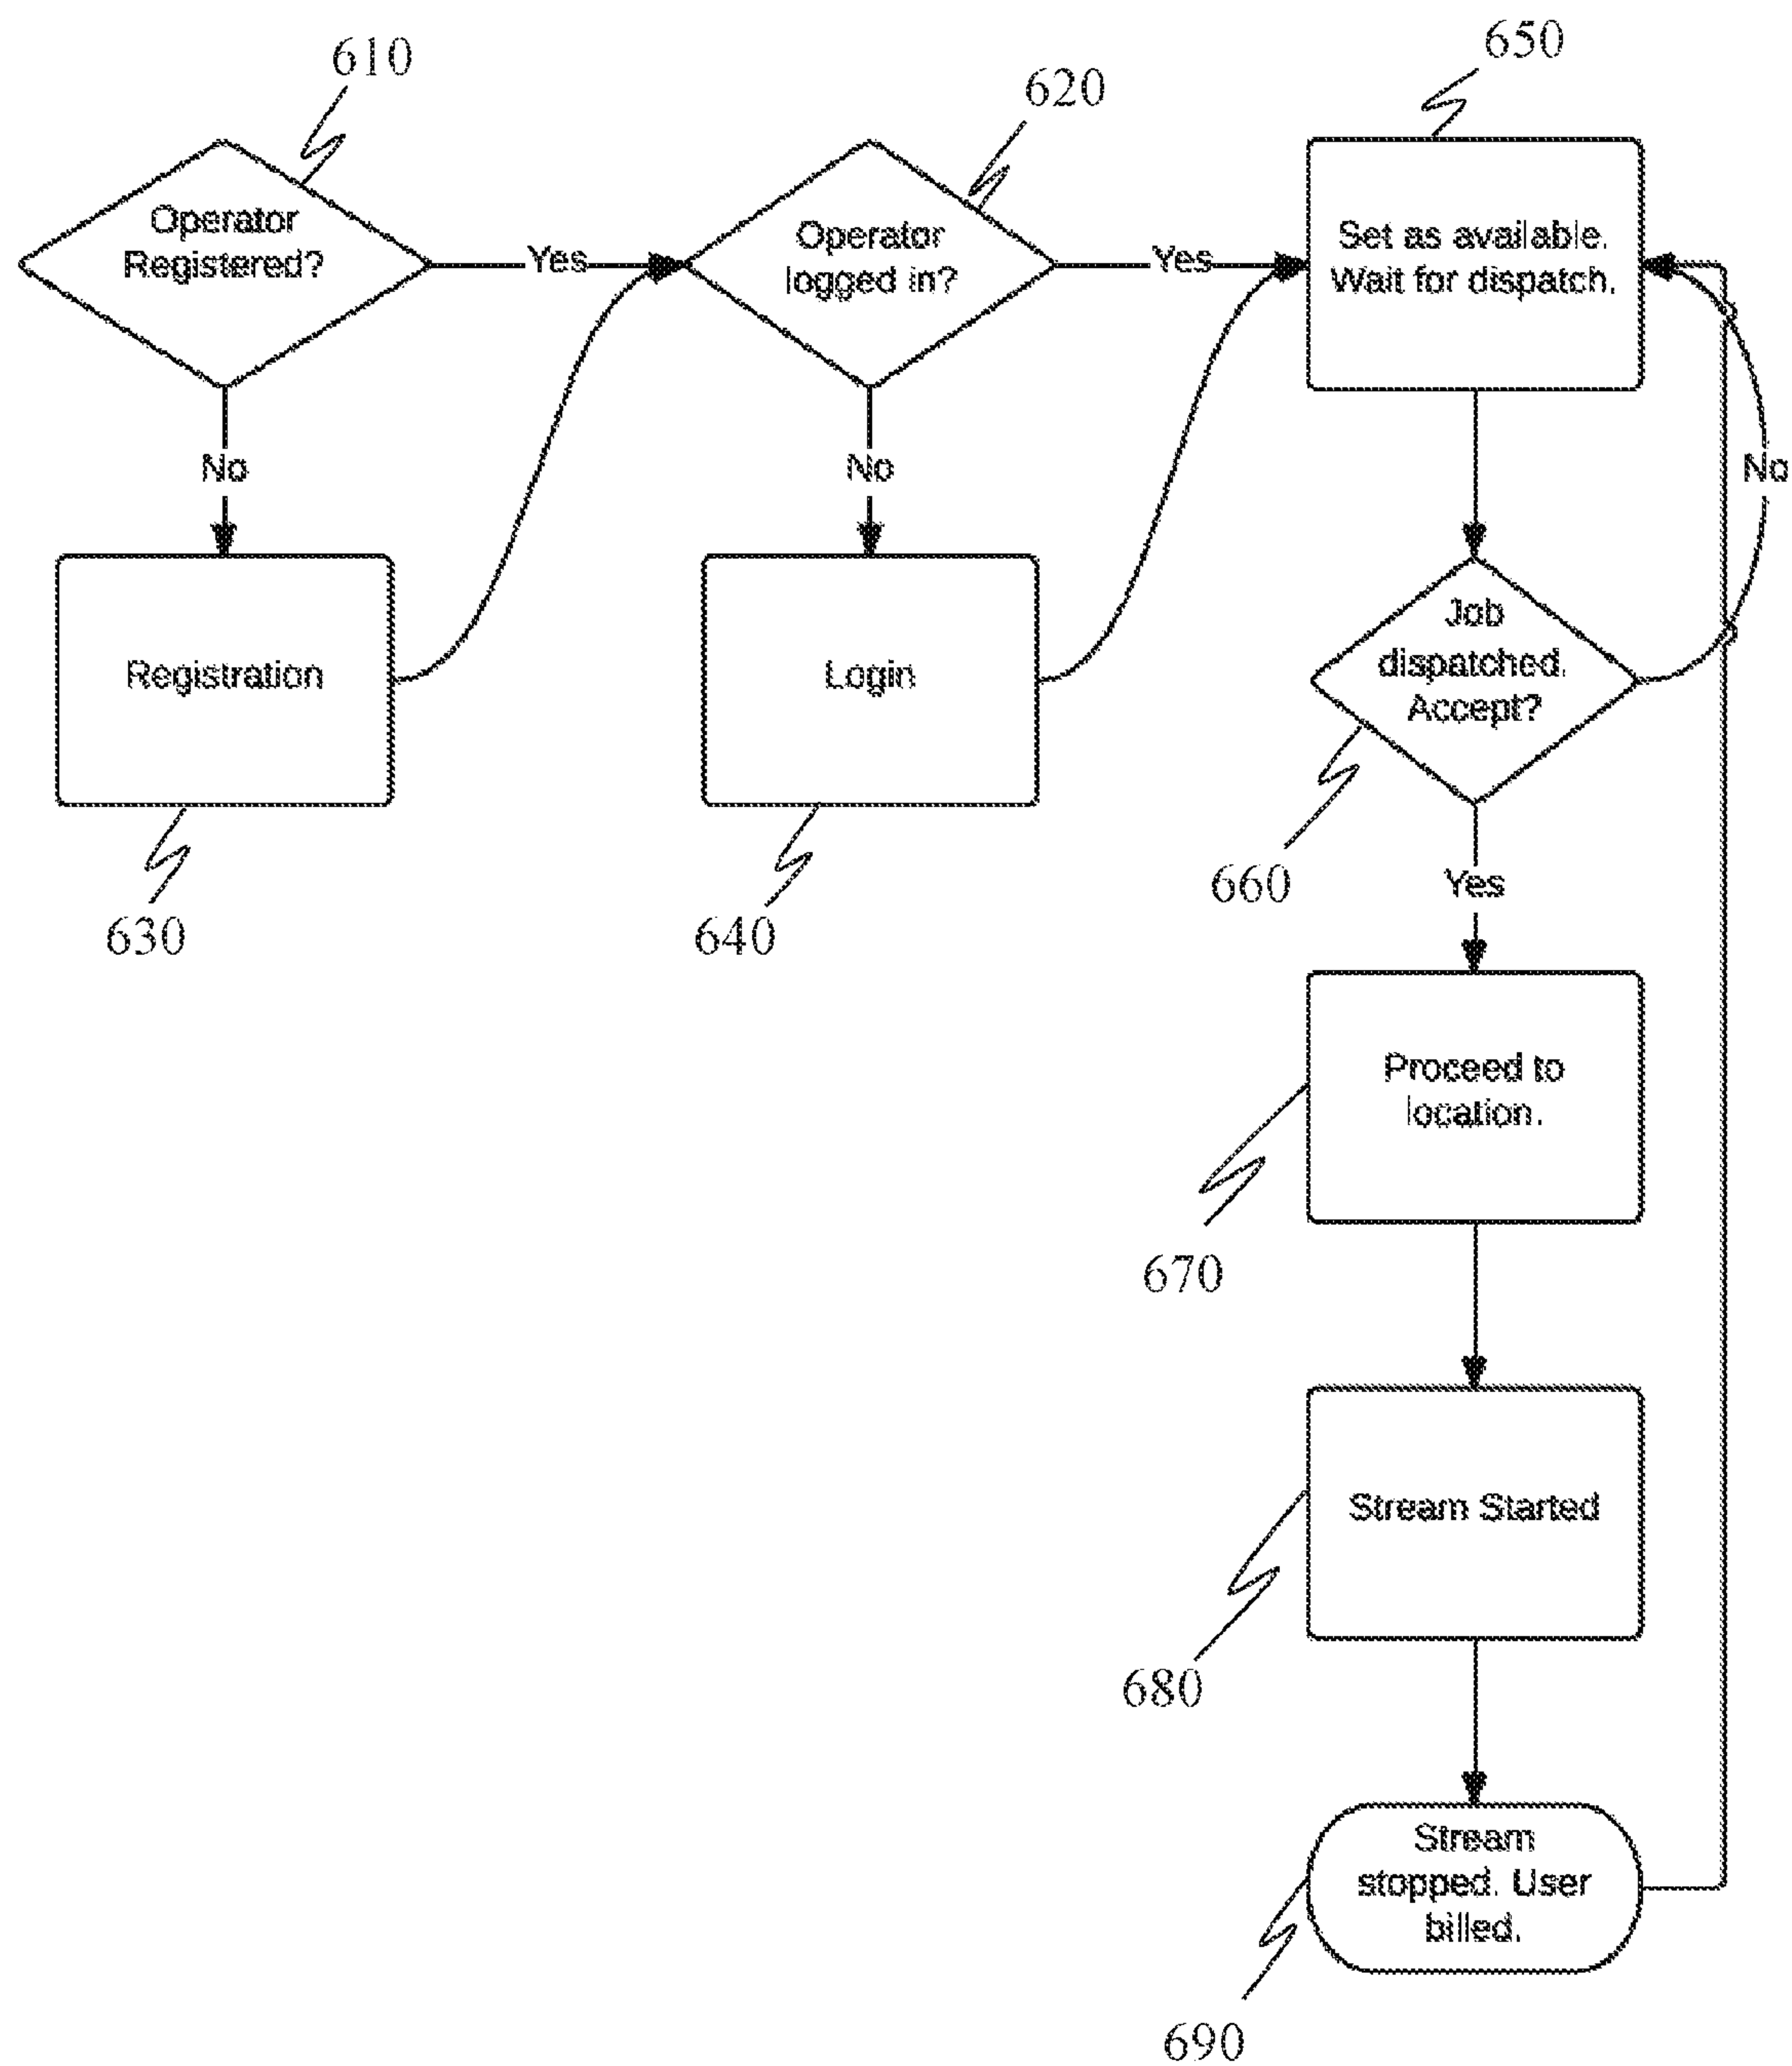 610
620
650
Operator
Registered?
Yes
Operator
logged in?
Yes
Set as available.
Wait for dispatch.
No
No
No
Registration
Login
Job
dispatched.
Accept?
630
640
660
Yes
Proceed to
location.
670
Stream Started
680
Stream
stopped. User
billed.
690